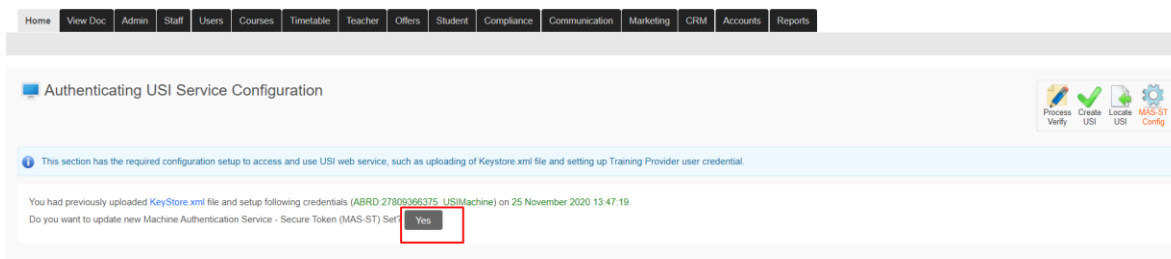 Home View Doc Admin Staff Users Courses Timetable Teacher Offers Student Compliance Communication Marketing CRM Accounts Reports
Authenticating USI Service Configuration
Process Verify
Create USI
Locate USI
MAS-ST Config
This section has the required configuration setup to access and use USI web service, such as uploading of Keystore.xml file and setting up Training Provider user credential.
You had previously uploaded KeyStore.xml file and setup following credentials (ABRD:27809366375_USIMachine) on 25 November 2020 13:47:19.
Do you want to update new Machine Authentication Service - Secure Token (MAS-ST) Set? Yes